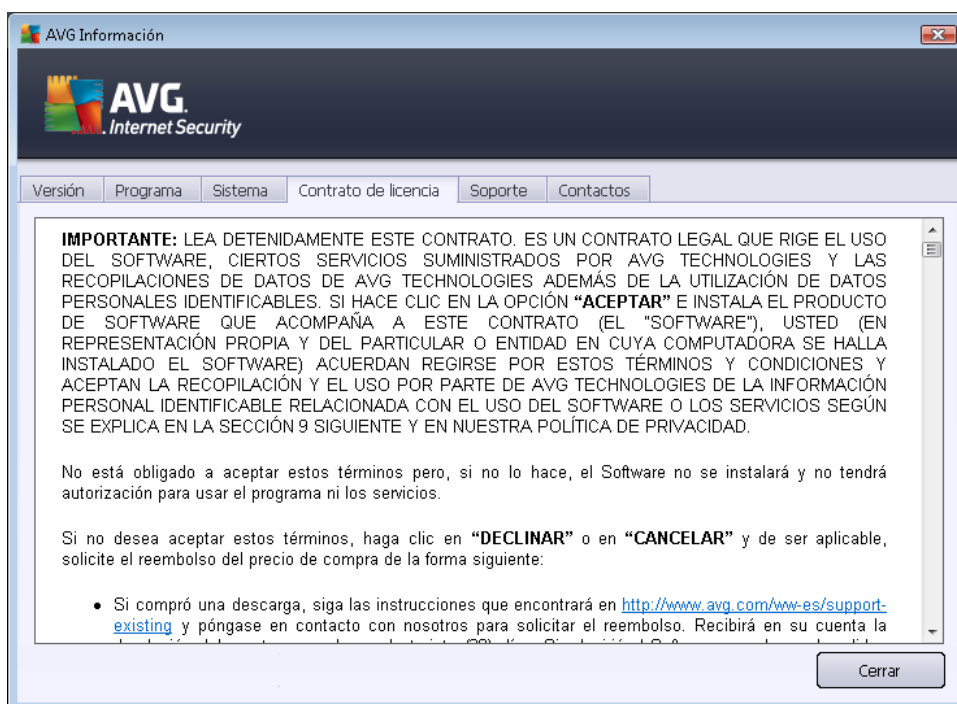 AVG Información
AVG.
Internet Security
Versión Programa Sistema Contrato de licencia Soporte Contactos
IMPORTANTE: LEA DETENIDAMENTE ESTE CONTRATO. ES UN CONTRATO LEGAL QUE RIGE EL USO
DEL SOFTWARE, CIERTOS SERVICIOS SUMINISTRADOS POR AVG TECHNOLOGIES Y LAS
RECOPILACIONES DE DATOS DE AVG TECHNOLOGIES ADEMÁS DE LA UTILIZACIÓN DE DATOS
PERSONALES IDENTIFICABLES. SI HACE CLIC EN LA OPCIÓN “ACEPTAR” E INSTALA EL PRODUCTO
DE SOFTWARE QUE ACOMPAÑA A ESTE CONTRATO (EL "SOFTWARE"), USTED (EN
REPRESENTACIÓN PROPIA Y DEL PARTICULAR O ENTIDAD EN CUYA COMPUTADORA SE HALLA
INSTALADO EL SOFTWARE) ACUERDAN REGIRSE POR ESTOS TÉRMINOS Y CONDICIONES Y
ACEPTAN LA RECOPILACIÓN Y EL USO POR PARTE DE AVG TECHNOLOGIES DE LA INFORMACIÓN
PERSONAL IDENTIFICABLE RELACIONADA CON EL USO DEL SOFTWARE O LOS SERVICIOS SEGÚN
SE EXPLICA EN LA SECCIÓN 9 SIGUIENTE Y EN NUESTRA POLÍTICA DE PRIVACIDAD.
No está obligado a aceptar estos términos pero, si no lo hace, el Software no se instalará y no tendrá
autorización para usar el programa ni los servicios.
Si no desea aceptar estos términos, haga clic en “DECLINAR” o en “CANCELAR” y de ser aplicable,
solicite el reembolso del precio de compra de la forma siguiente:
• Si compró una descarga, siga las instrucciones que encontrará en http://www.avg.com/ww-es/support-
existing y póngase en contacto con nosotros para solicitar el reembolso. Recibirá en su cuenta la
Cerrar